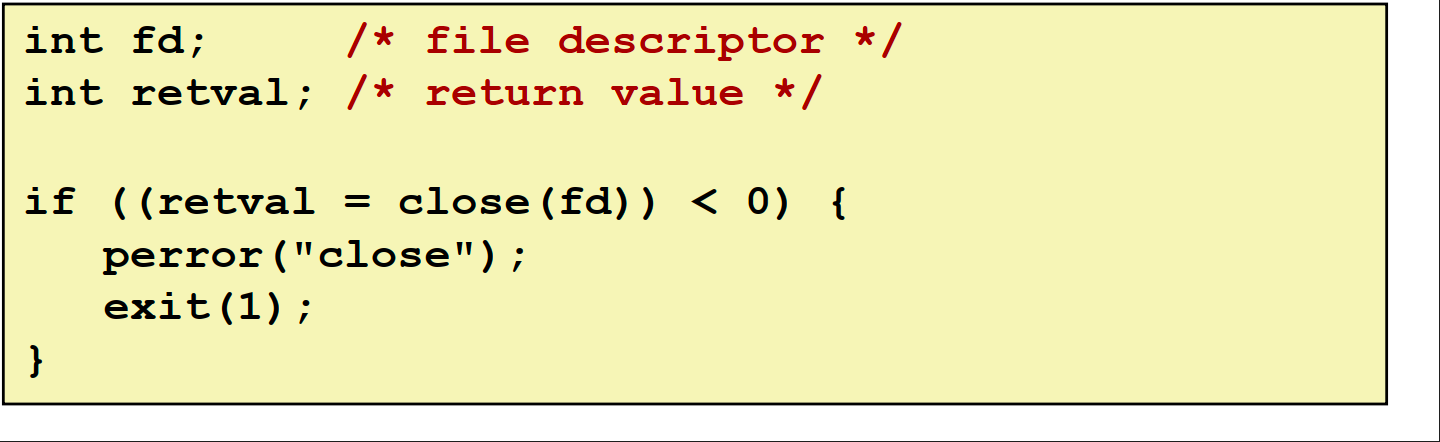 int fd;     /* file descriptor */
int retval; /* return value */
if ((retval = close(fd)) < 0) {
   perror("close");
   exit(1);
}